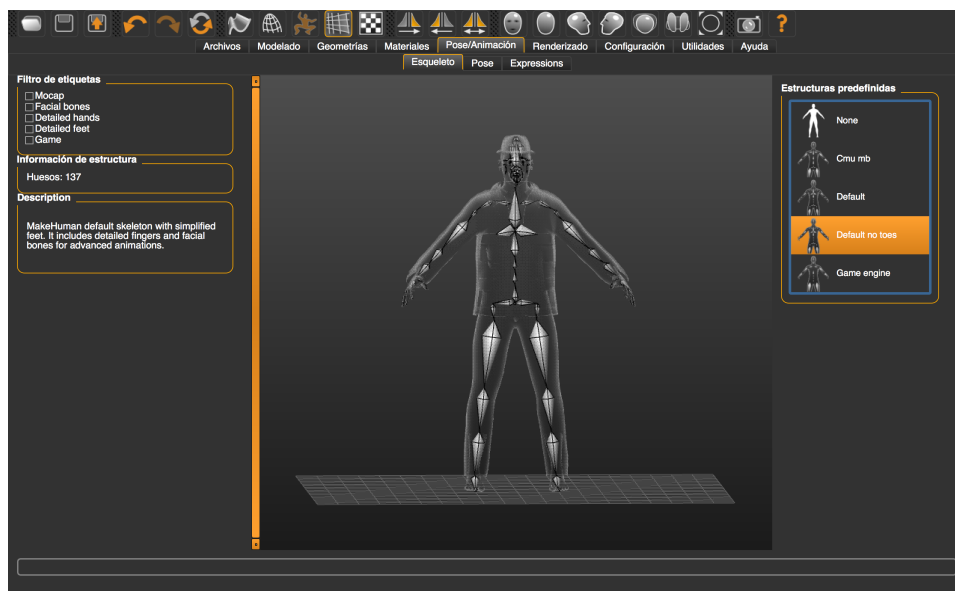 Archivos Modelado Geometrías Materiales Pose/Animación Renderizado Configuración Utilidades Ayuda
Esqueleto Pose Expressions
Filtro de etiquetas
Mocap
Facial bones
Detailed hands
Detailed feet
Game
Información de estructura
Huesos: 137
Description
MakeHuman default skeleton with simplified
feet. It includes detailed fingers and facial
bones for advanced animations.
Estructuras predefinidas
None
Cmu mb
Default
Default no toes
Game engine